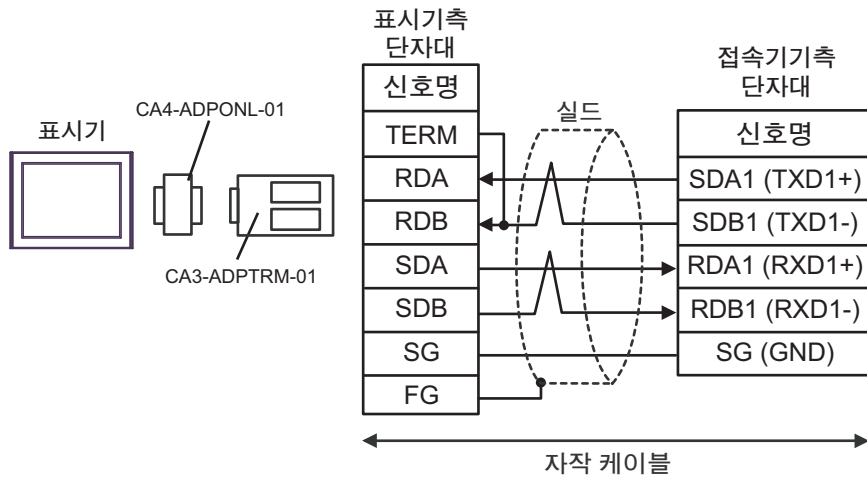 표시기
CA4-ADPONL-01
CA3-ADPTRM-01
표시기측
단자대
신호명
TERM
RDA
RDB
SDA
SDB
SG
FG
실드
접속기기측
단자대
신호명
SDA1 (TXD1+)
SDB1 (TXD1-)
RDA1 (RXD1+)
RDB1 (RXD1-)
SG (GND)
자작 케이블